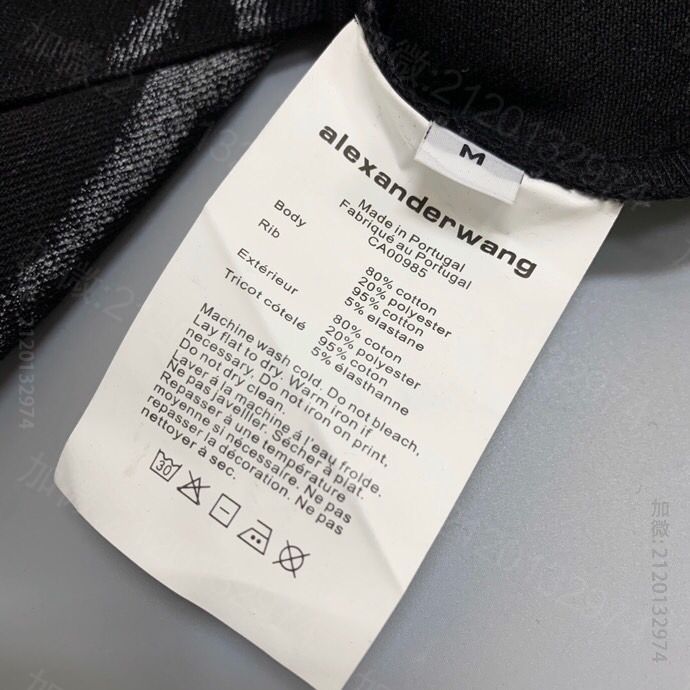 M
alexanderwang
Made in Portugal
Fabriqué au Portugal
CA00985
Body
80% cotton
20% polyester
Rib
95% cotton
5% elastane
Extérieur
80% coton
20% polyester
Tricot côtelé
95% coton
5% élasthanne
Machine wash cold. Do not bleach.
Lay flat to dry. Warm iron if
necessary. Do not iron on print.
Do not dry clean.
Laver à la machine à l'eau froide.
Ne pas javelliser. Sécher à plat.
Repasser à une température
moyenne si nécessaire. Ne pas
repasser la décoration. Ne pas
nettoyer à sec.
30
加微: 2120132974